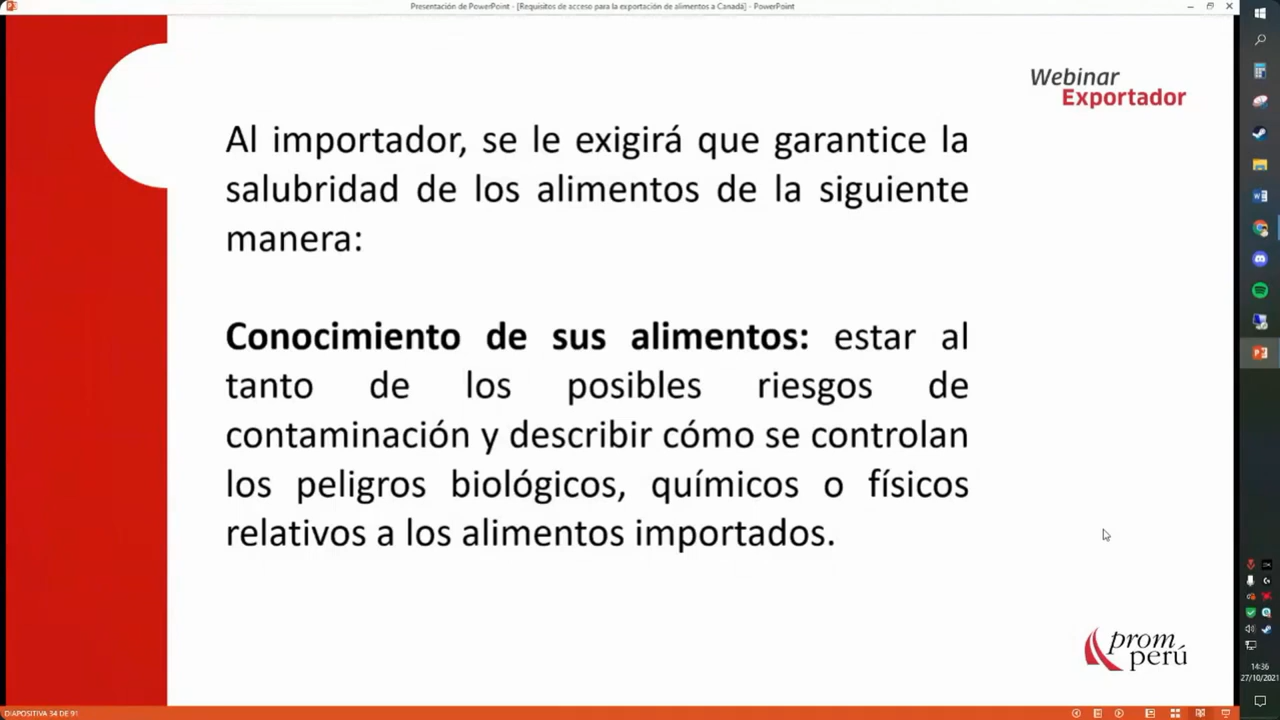 Presentación de PowerPoint - [Requisitos de acceso para la exportación de alimentos a Canadá] - PowerPoint
Webinar
Exportador
Al importador, se le exigirá que garantice la
salubridad de los alimentos de la siguiente
manera:
Conocimiento de sus alimentos: estar al
tanto de los posibles riesgos de
contaminación y describir cómo se controlan
los peligros biológicos, químicos o físicos
relativos a los alimentos importados.
prom
perú
14:36
27/10/2021
DIAPOSITIVA 34 DE 91